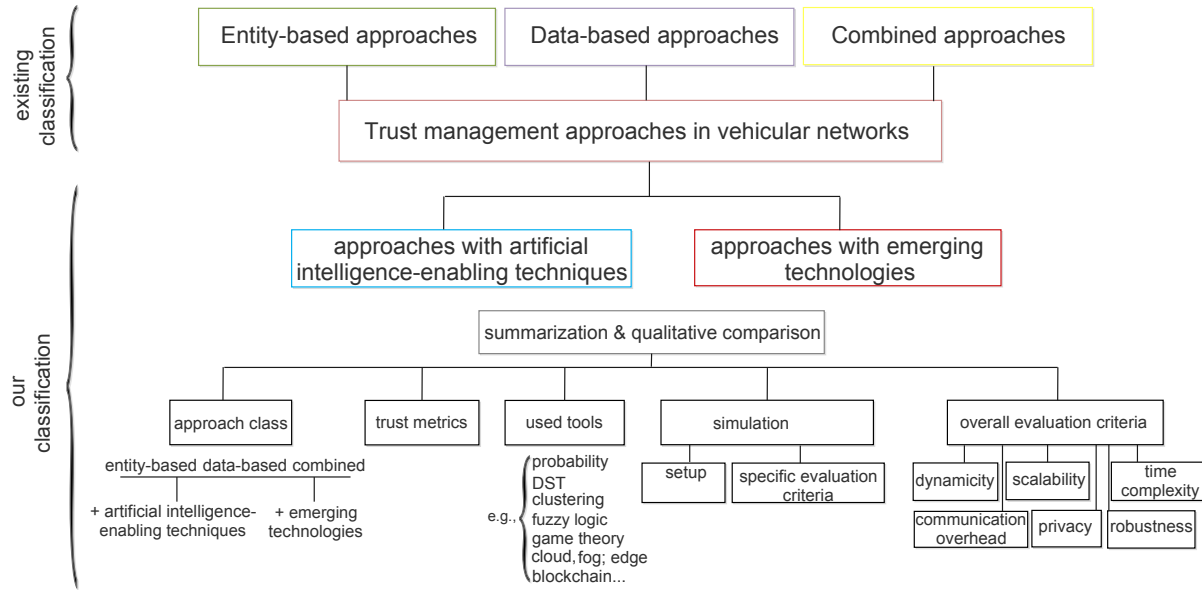 existing
classification
Entity-based approaches
Data-based approaches
Combined approaches
Trust management approaches in vehicular networks
our
classification
approaches with artificial
intelligence-enabling techniques
approaches with emerging
technologies
summarization & qualitative comparison
approach class
trust metrics
used tools
simulation
overall evaluation criteria
entity-based data-based combined
+ artificial intelligence-
enabling techniques
+ emerging
technologies
e.g.,
probability
DST
clustering
fuzzy logic
game theory
cloud, fog; edge
blockchain...
setup
specific evaluation
criteria
dynamicity
scalability
time
complexity
communication
overhead
privacy
robustness